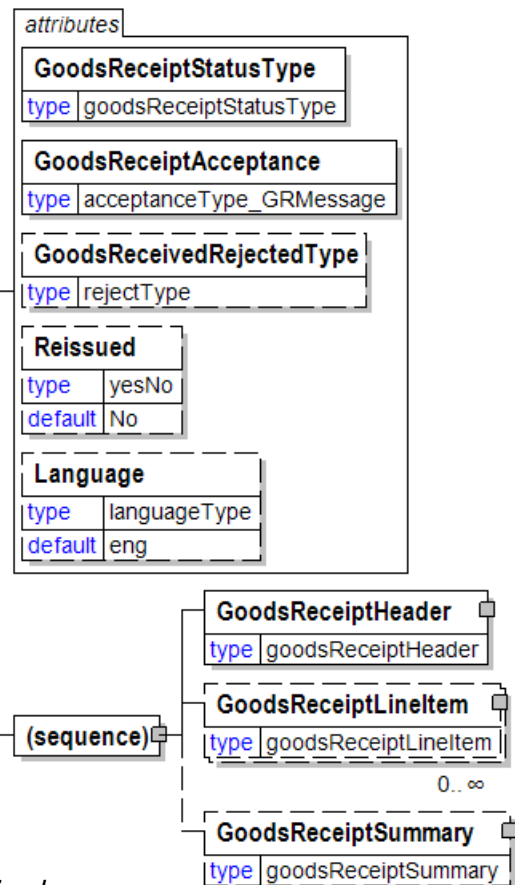 attributes
GoodsReceiptStatusType
type goodsReceiptStatusType
GoodsReceiptAcceptance
type acceptanceType_GRMessage
GoodsReceivedRejectedType
type rejectType
Reissued
type yesNo
default No
Language
type languageType
default eng
GoodsReceiptHeader
type goodsReceiptHeader
GoodsReceiptLineItem
(sequence)
type goodsReceiptLineItem
0.. ∞
GoodsReceiptSummary
type goodsReceiptSummary